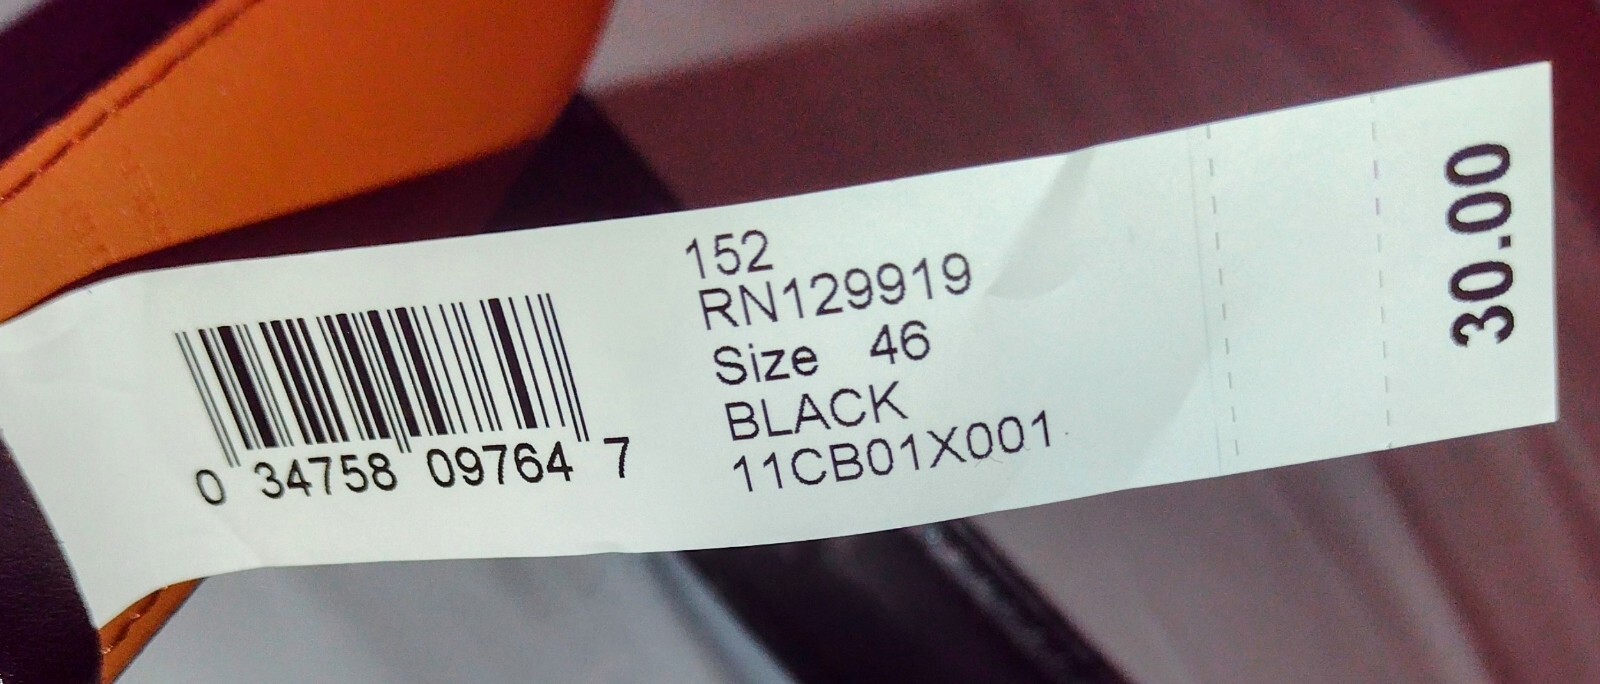 152
RN129919
Size 46
BLACK
11CB01X001
0 34758 09764 7
30.00